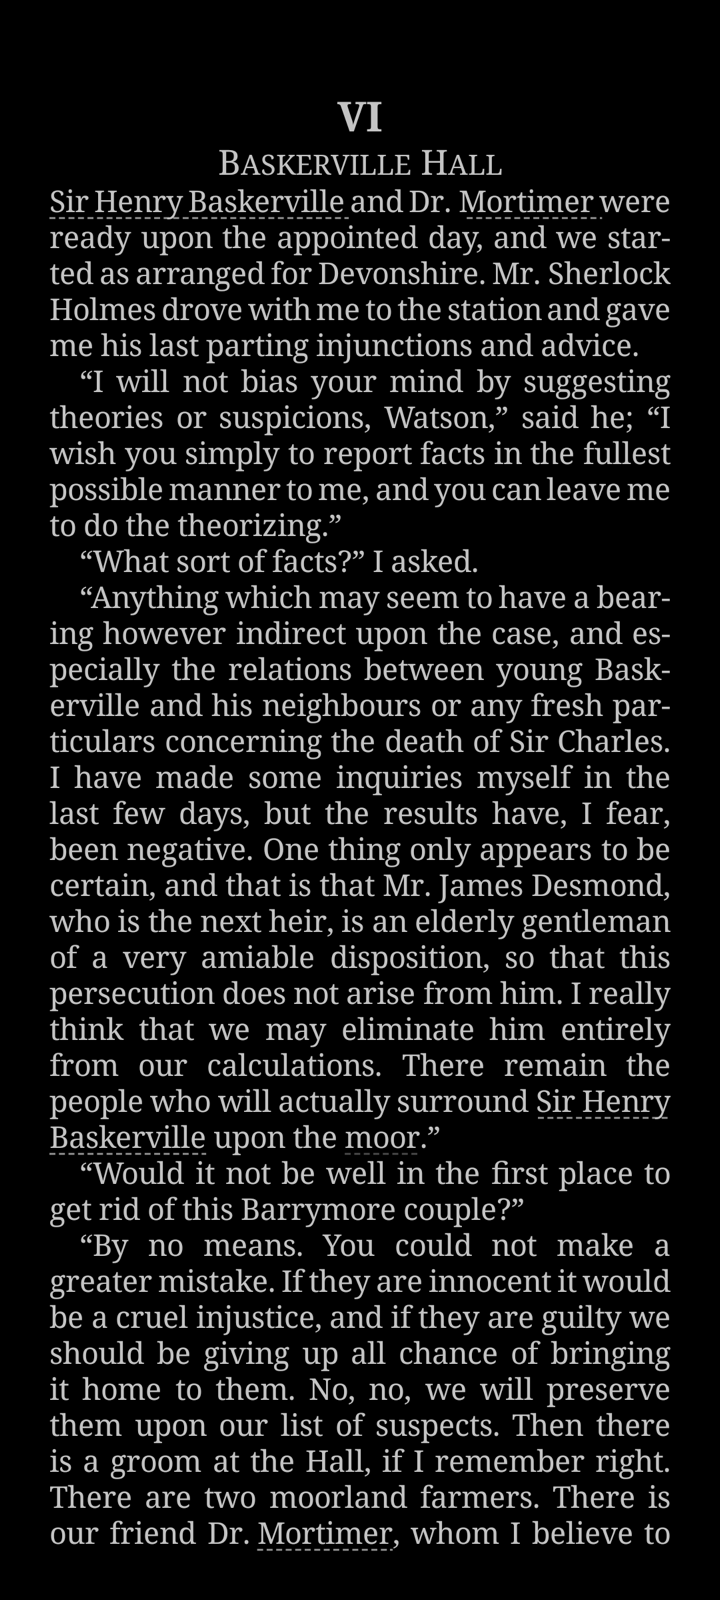 VI
BASKERVILLE HALL
Sir Henry Baskerville and Dr. Mortimer were
ready upon the appointed day, and we star-
ted as arranged for Devonshire. Mr. Sherlock
Holmes drove with me to the station and gave
me his last parting injunctions and advice.
“I will not bias your mind by suggesting
theories or suspicions, Watson,” said he; “I
wish you simply to report facts in the fullest
possible manner to me, and you can leave me
to do the theorizing.”
“What sort of facts?” I asked.
“Anything which may seem to have a bear-
ing however indirect upon the case, and es-
pecially the relations between young Bask-
erville and his neighbours or any fresh par-
ticulars concerning the death of Sir Charles.
I have made some inquiries myself in the
last few days, but the results have, I fear,
been negative. One thing only appears to be
certain, and that is that Mr. James Desmond,
who is the next heir, is an elderly gentleman
of a very amiable disposition, so that this
persecution does not arise from him. I really
think that we may eliminate him entirely
from our calculations. There remain the
people who will actually surround Sir Henry
Baskerville upon the moor.”
“Would it not be well in the first place to
get rid of this Barrymore couple?”
“By no means. You could not make a
greater mistake. If they are innocent it would
be a cruel injustice, and if they are guilty we
should be giving up all chance of bringing
it home to them. No, no, we will preserve
them upon our list of suspects. Then there
is a groom at the Hall, if I remember right.
There are two moorland farmers. There is
our friend Dr. Mortimer, whom I believe to